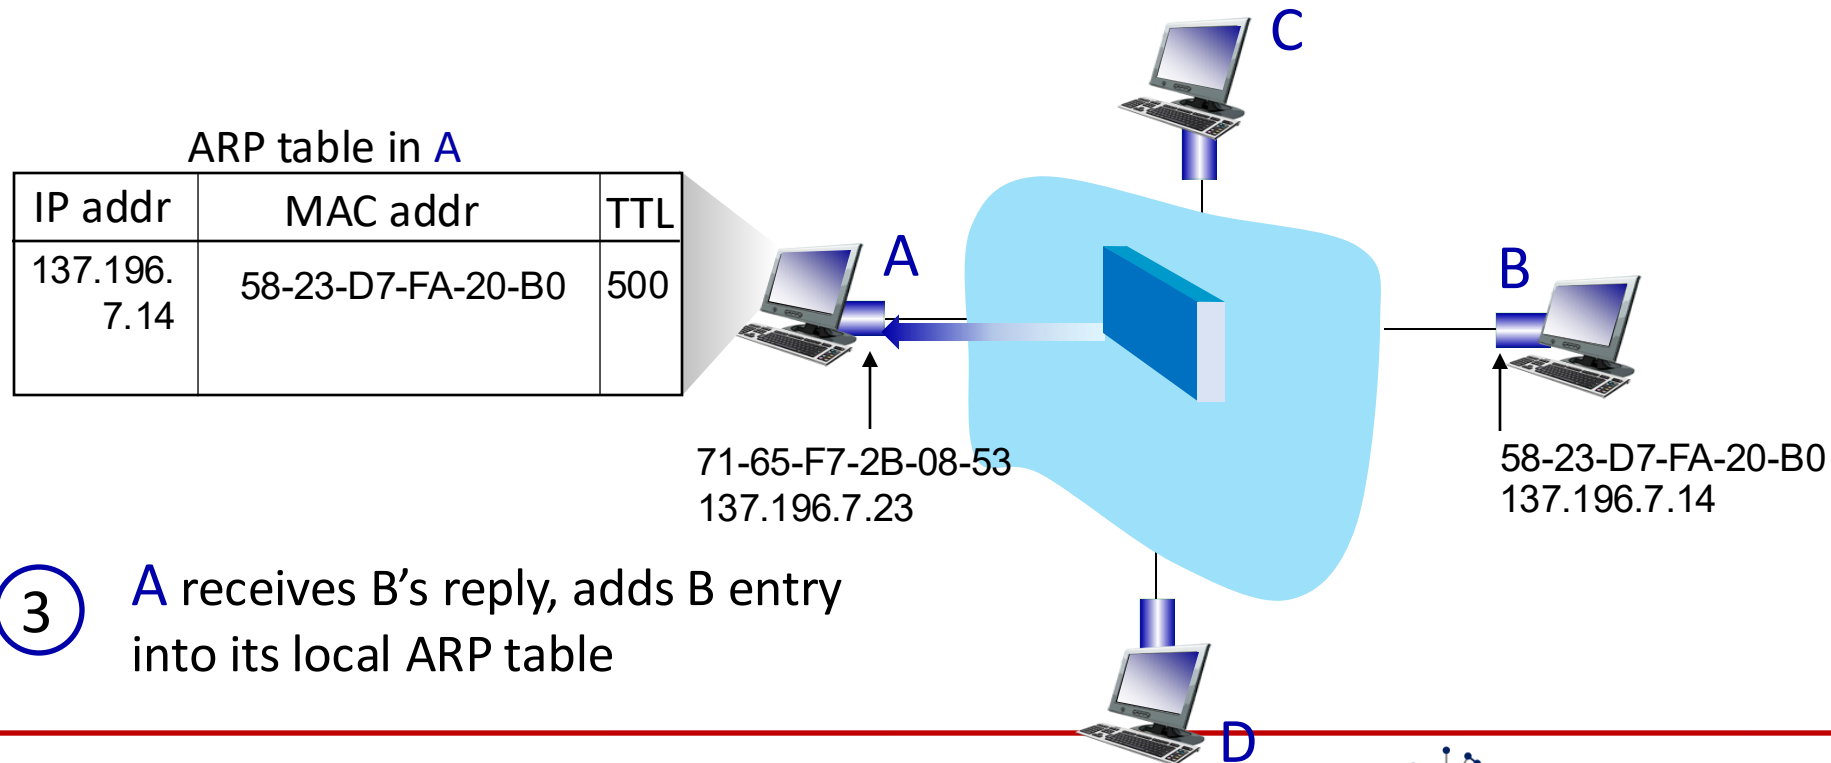 C
ARP table in A
IP addr MAC addr TTL
137.196.
7.14
58-23-D7-FA-20-B0 500
A
B
71-65-F7-2B-08-53
137.196.7.23
58-23-D7-FA-20-B0
137.196.7.14
3
A receives B’s reply, adds B entry
into its local ARP table
D